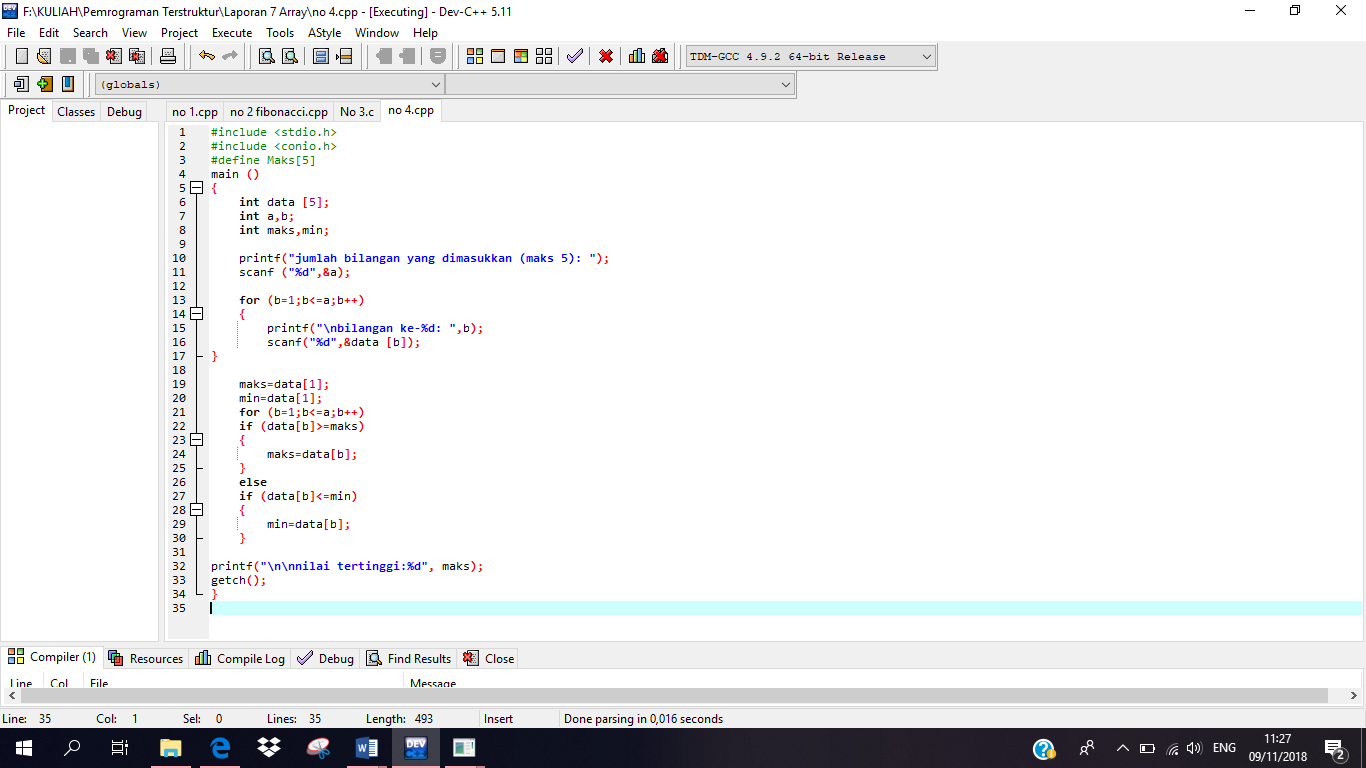 F:\KULIAH\Pemrograman Terstruktur\Laporan 7 Array\no 4.cpp - [Executing] - Dev-C++ 5.11
File Edit Search View Project Execute Tools AStyle Window Help
TDM-GCC 4.9.2 64-bit Release
(globals)
Project Classes Debug
no 1.cpp no 2 fibonacci.cpp No 3.c no 4.cpp
1 #include <stdio.h>
2 #include <conio.h>
3 #define Maks[5]
4 main ()
5 {
6 int data [5];
7 int a,b;
8 int maks,min;
9
10 printf("jumlah bilangan yang dimasukkan (maks 5): ");
11 scanf ("%d",&a);
12
13 for (b=1;b<=a;b++)
14 {
15 printf("\nbilangan ke-%d: ",b);
16 scanf("%d",&data [b]);
17 }
18
19 maks=data[1];
20 min=data[1];
21 for (b=1;b<=a;b++)
22 if (data[b]>=maks)
23 {
24 maks=data[b];
25 }
26 else
27 if (data[b]<=min)
28 {
29 min=data[b];
30 }
31
32 printf("\n\nnilai tertinggi:%d", maks);
33 getch();
34 }
35
Compiler (1) Resources Compile Log Debug Find Results Close
Line Col File Message
Line: 35 Col: 1 Sel: 0 Lines: 35 Length: 493 Insert Done parsing in 0,016 seconds
DEV
ENG
11:27
09/11/2018
2